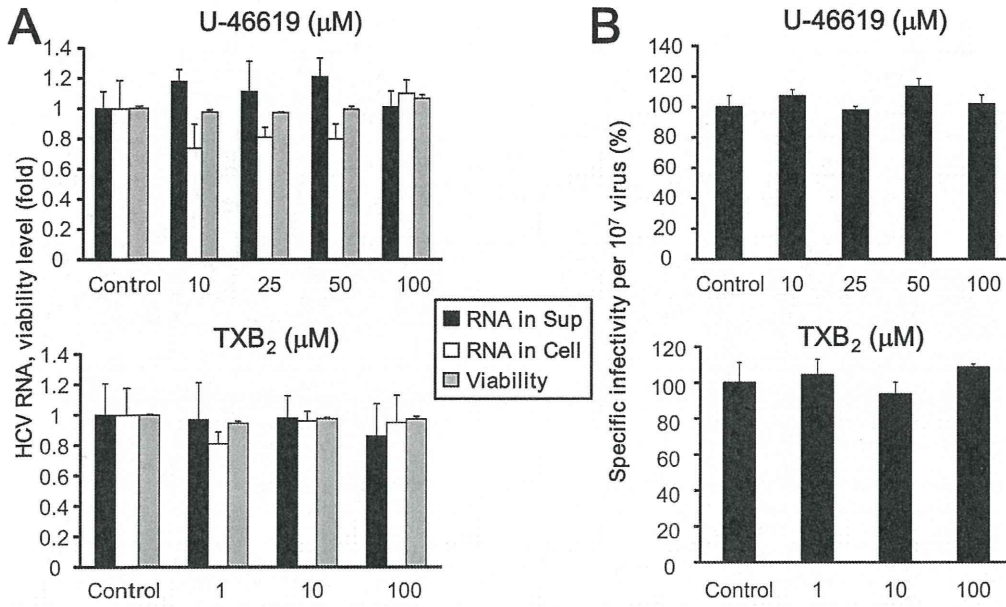 A
U-46619 (μM)
HCV RNA, viability level (fold)
1.4
1.2
1
0.8
0.6
0.4
0.2
0
Control 10 25 50 100
TXB₂ (μM)
1.4
1.2
1
0.8
0.6
0.4
0.2
0
Control 1 10 100
RNA in Sup
RNA in Cell
Viability
B
U-46619 (μM)
Specific infectivity per 10⁷ virus (%)
140
120
100
80
60
40
20
0
Control 10 25 50 100
TXB₂ (μM)
120
100
80
60
40
20
0
Control 1 10 100